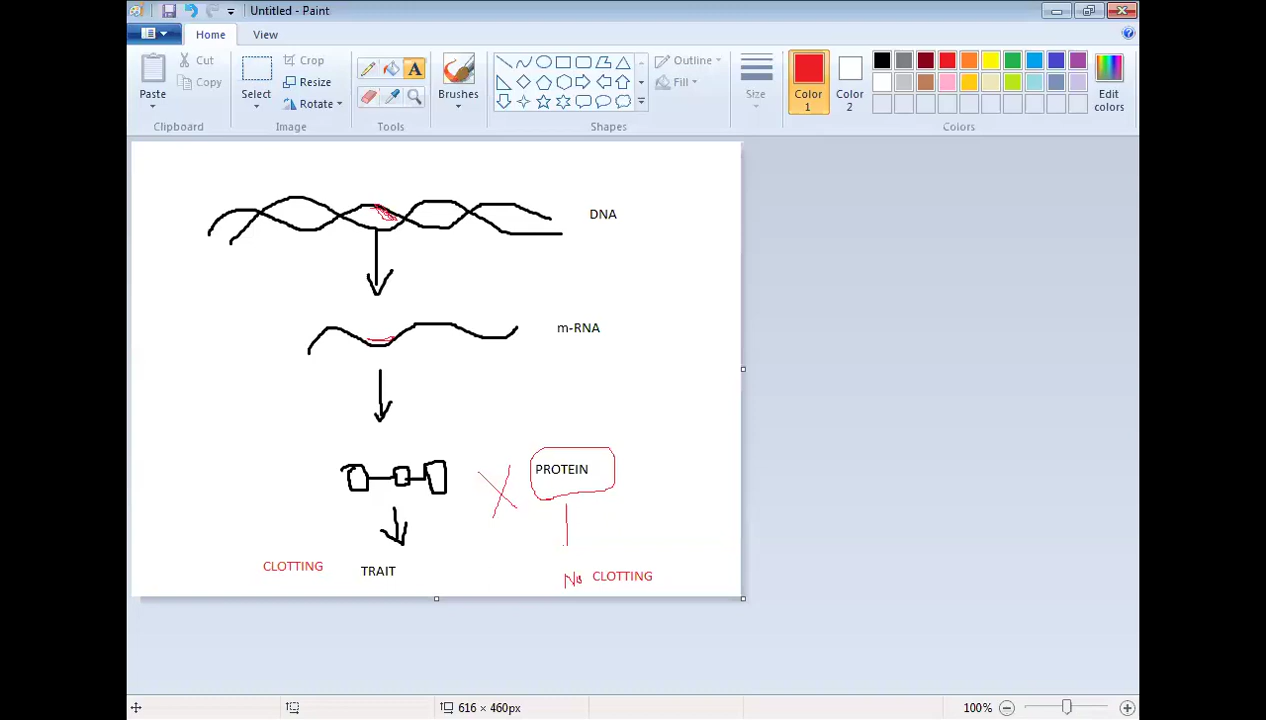 Untitled - Paint
Home View
Paste
Cut
Copy
Clipboard
Select
Crop
Resize
Rotate
Image
Tools
Brushes
Shapes
Outline
Fill
Size
Color 1
Color 2
Edit colors
Colors
DNA
m-RNA
PROTEIN
CLOTTING TRAIT
No CLOTTING
616 × 460px
100%